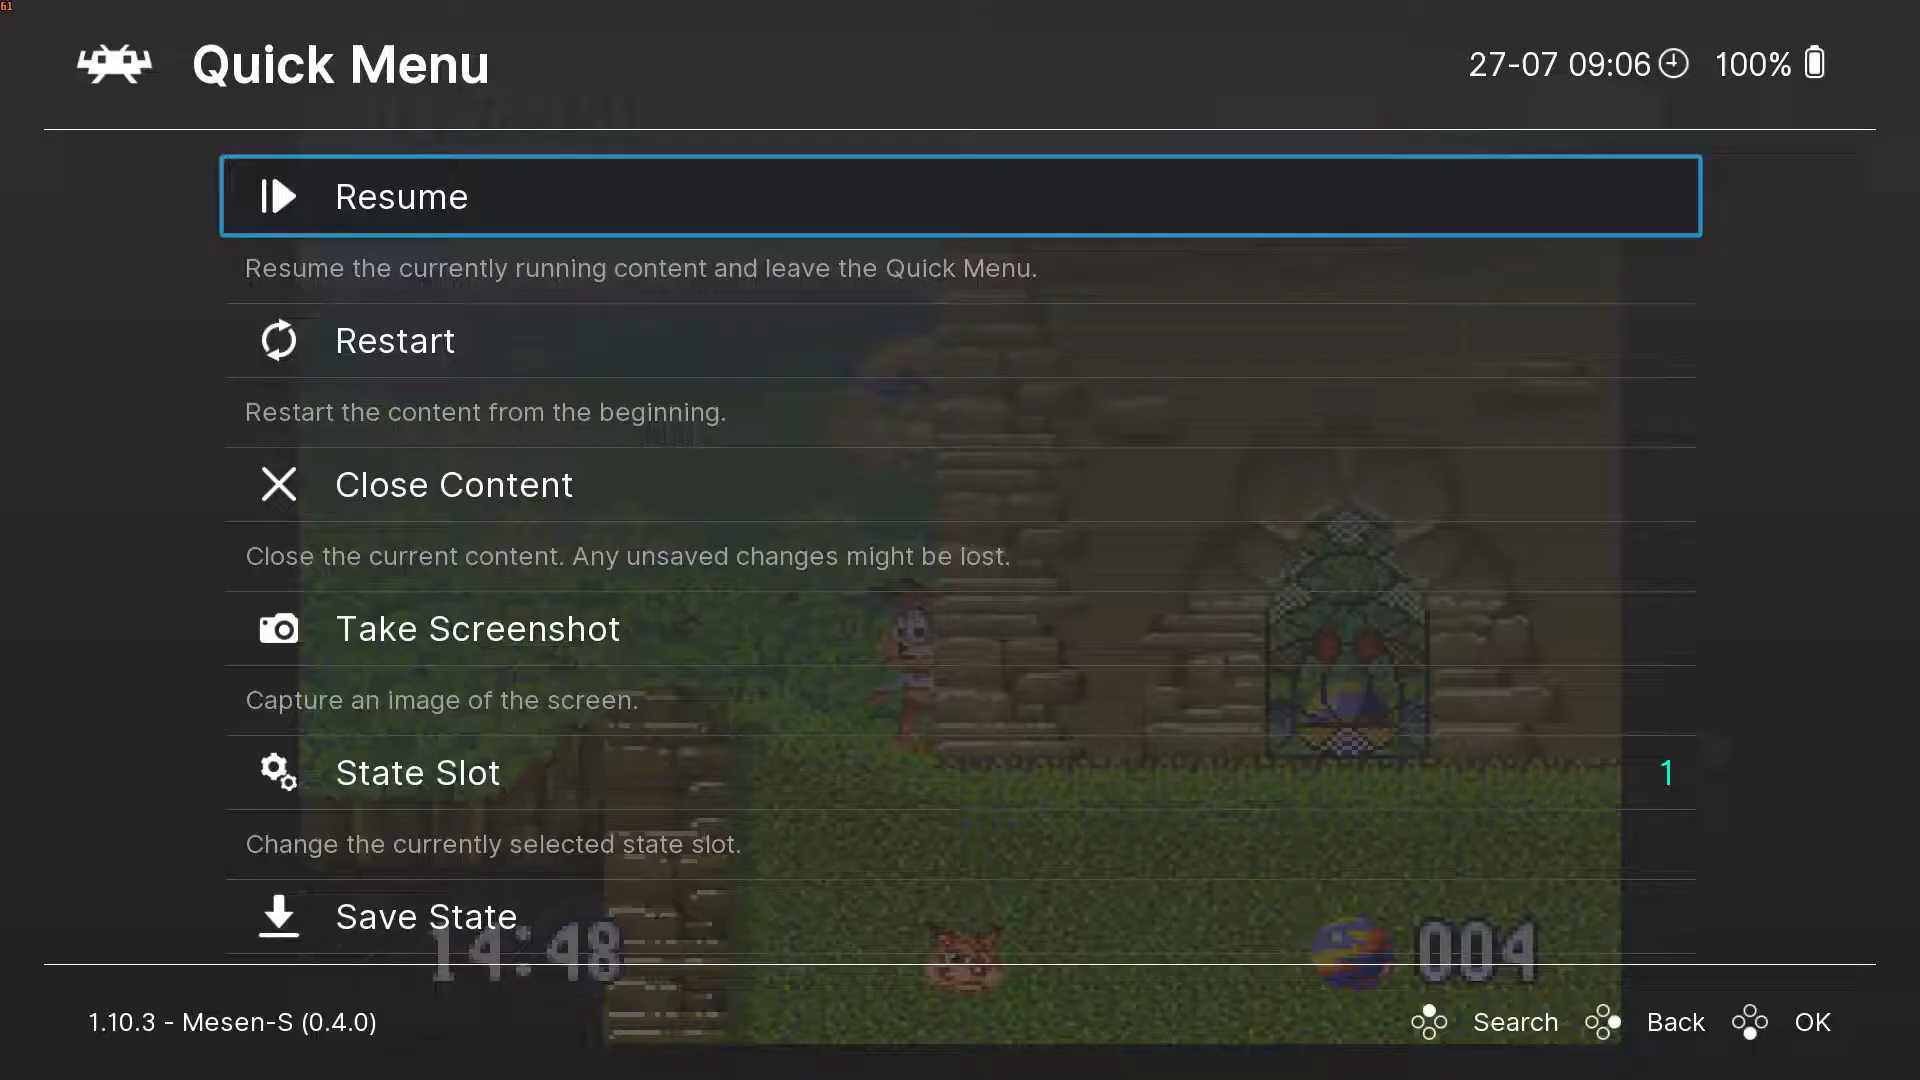 61
Quick Menu
27-07 09:06
100%
Resume
Resume the currently running content and leave the Quick Menu.
Restart
Restart the content from the beginning.
Close Content
Close the current content. Any unsaved changes might be lost.
Take Screenshot
Capture an image of the screen.
State Slot
1
Change the currently selected state slot.
Save State
14:48
004
1.10.3 - Mesen-S (0.4.0)
Search
Back
OK